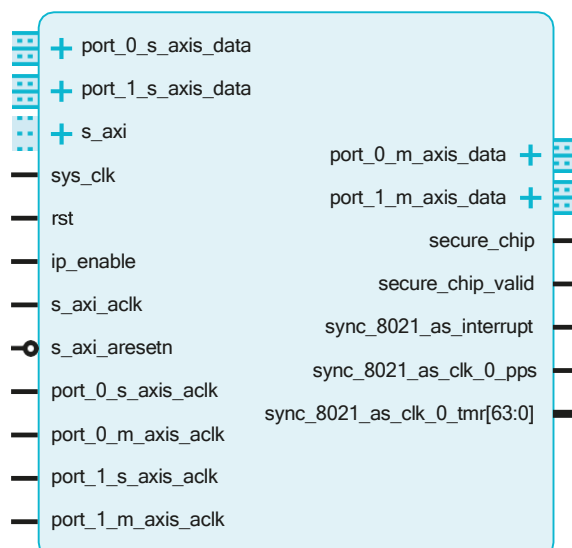 port_0_s_axis_data
port_1_s_axis_data
s_axi
sys_clk
rst
ip_enable
s_axi_aclk
s_axi_aresetn
port_0_s_axis_aclk
port_0_m_axis_aclk
port_1_s_axis_aclk
port_1_m_axis_aclk
port_0_m_axis_data
port_1_m_axis_data
secure_chip
secure_chip_valid
sync_8021_as_interrupt
sync_8021_as_clk_0_pps
sync_8021_as_clk_0_tmr[63:0]